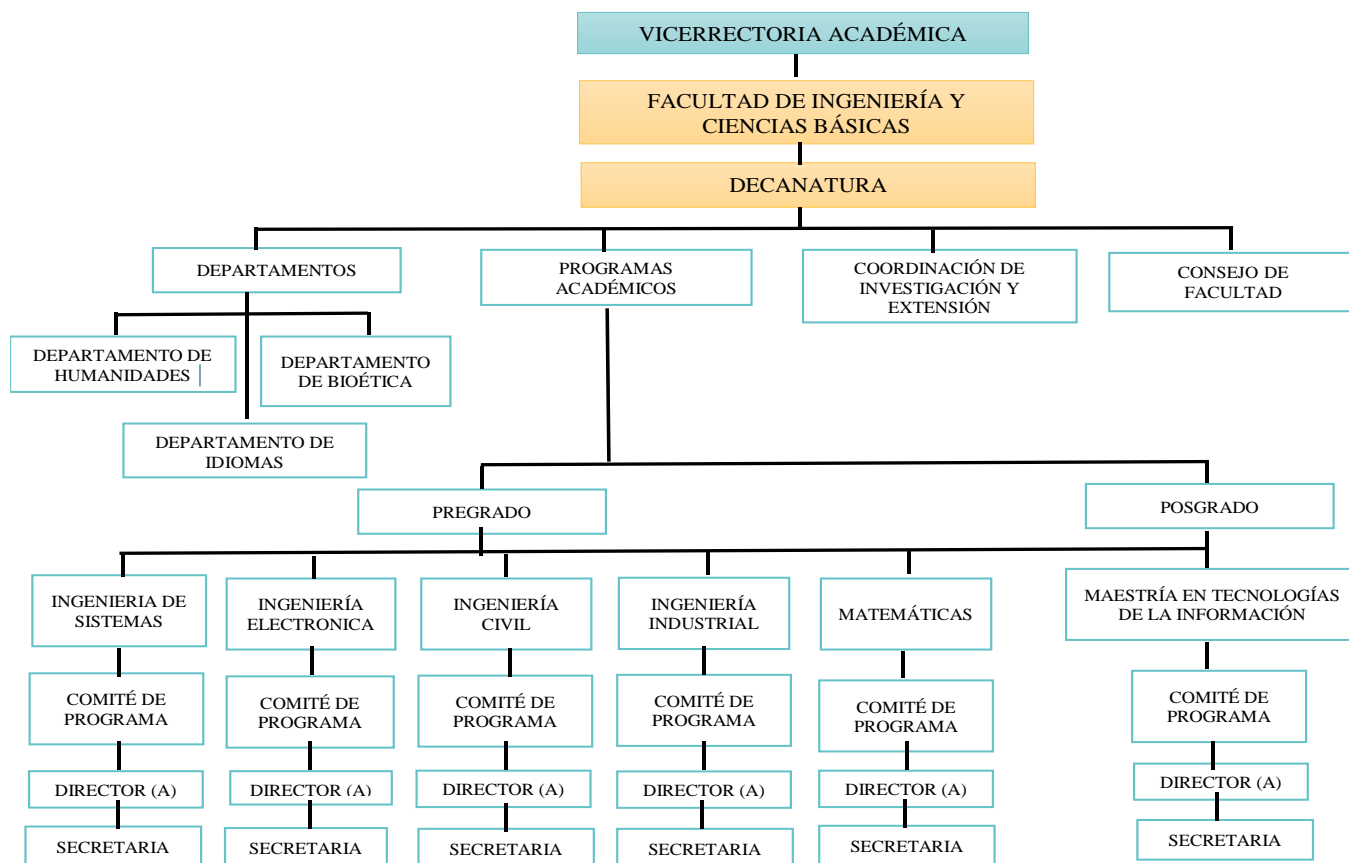 VICERRECTORIA ACADÉMICA
FACULTAD DE INGENIERÍA Y
CIENCIAS BÁSICAS
DECANATURA
DEPARTAMENTOS
PROGRAMAS
ACADÉMICOS
COORDINACIÓN DE
INVESTIGACIÓN Y
EXTENSIÓN
CONSEJO DE
FACULTAD
DEPARTAMENTO DE
HUMANIDADES
DEPARTAMENTO
DE BIOÉTICA
DEPARTAMENTO DE
IDIOMAS
PREGRADO
POSGRADO
INGENIERIA DE
SISTEMAS
INGENIERÍA
ELECTRONICA
INGENIERÍA
CIVIL
INGENIERÍA
INDUSTRIAL
MATEMÁTICAS
MAESTRÍA EN TECNOLOGÍAS
DE LA INFORMACIÓN
COMITÉ DE
PROGRAMA
COMITÉ DE
PROGRAMA
COMITÉ DE
PROGRAMA
COMITÉ DE
PROGRAMA
COMITÉ DE
PROGRAMA
COMITÉ DE
PROGRAMA
DIRECTOR (A)
DIRECTOR (A)
DIRECTOR (A)
DIRECTOR (A)
DIRECTOR (A)
DIRECTOR (A)
SECRETARIA
SECRETARIA
SECRETARIA
SECRETARIA
SECRETARIA
SECRETARIA